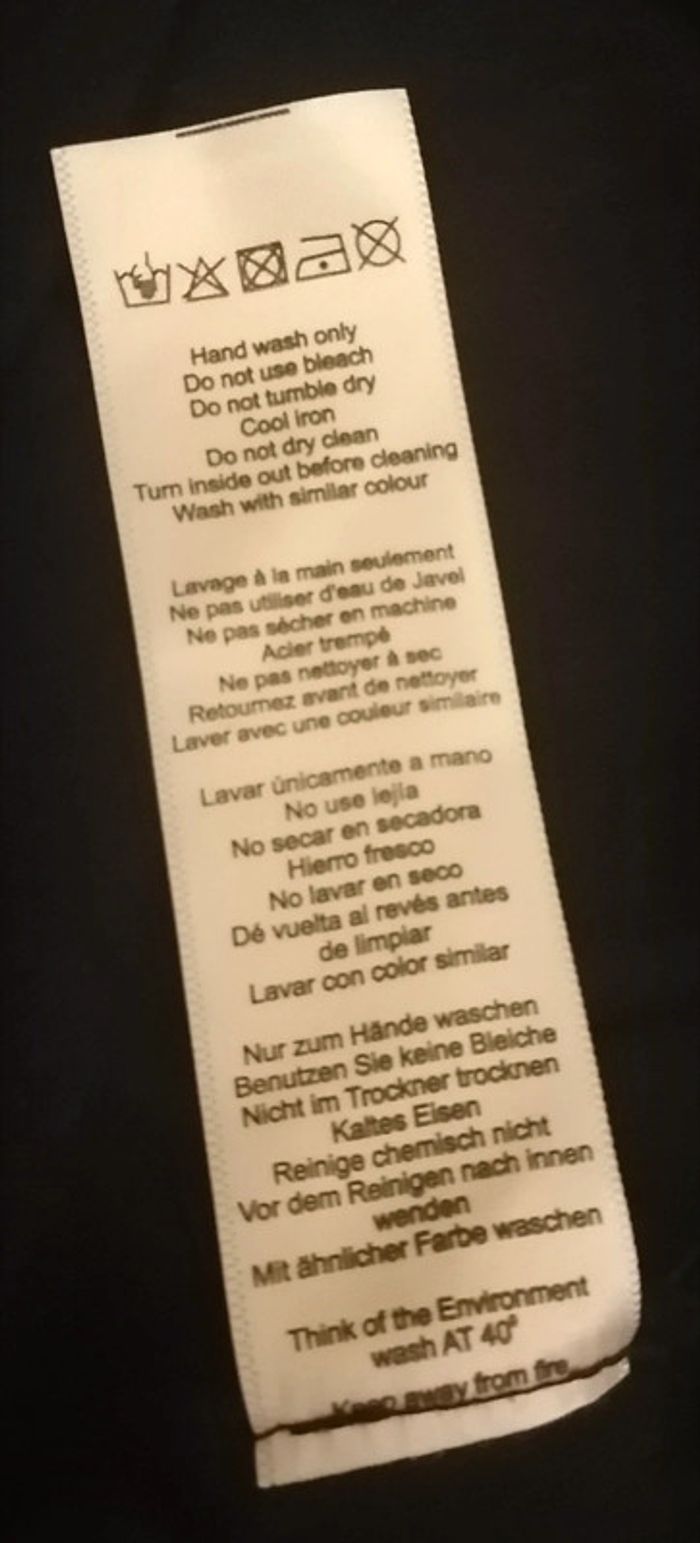 Hand wash only
Do not use bleach
Do not tumble dry
Cool iron
Do not dry clean
Turn inside out before cleaning
Wash with similar colour
Lavage à la main seulement
Ne pas utiliser d'eau de Javel
Ne pas sécher en machine
Acier trempé
Ne pas nettoyer à sec
Retournez avant de nettoyer
Laver avec une couleur similaire
Lavar únicamente a mano
No use lejía
No secar en secadora
Hierro fresco
No lavar en seco
Dé vuelta al revés antes
de limpiar
Lavar con color similar
Nur zum Hände waschen
Benutzen Sie keine Bleiche
Nicht im Trockner trocknen
Kaltes Eisen
Reinige chemisch nicht
Vor dem Reinigen nach innen
wenden
Mit ähnlicher Farbe waschen
Think of the Environment
wash AT 40°
Keep away from fire